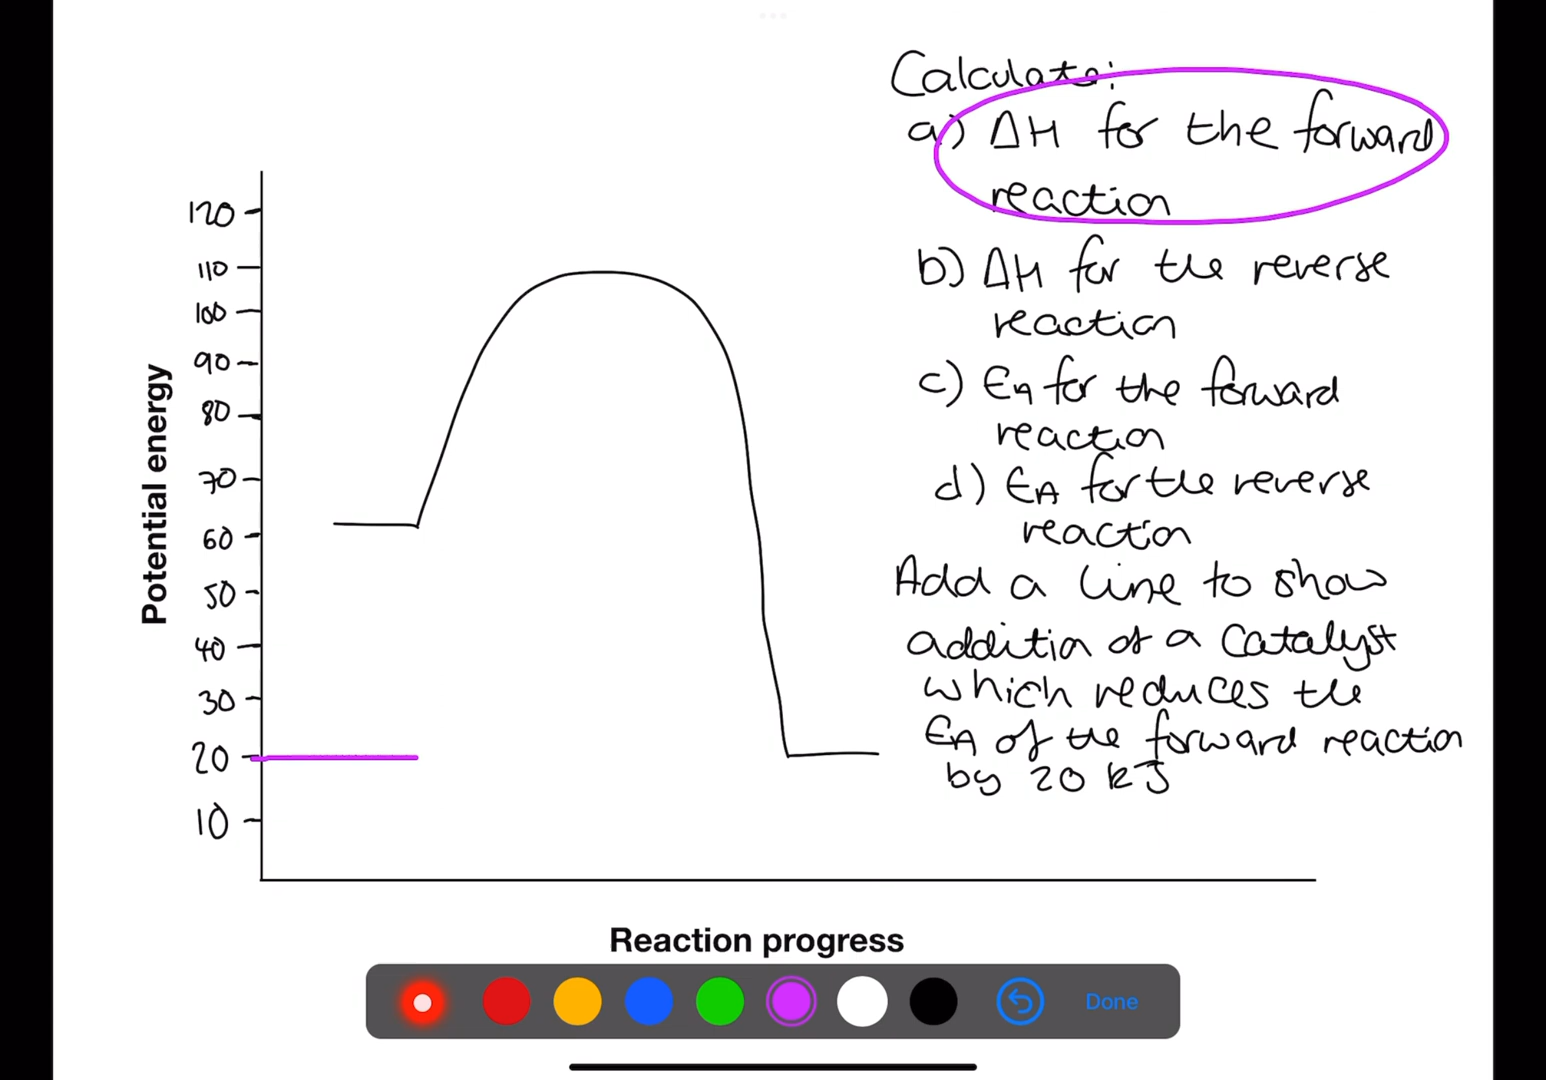 Calculate:
a) ΔH for the forward
reaction
b) ΔH for the reverse
reaction
c) EA for the forward
reaction
d) EA for the reverse
reaction
Add a line to show
addition of a catalyst
which reduces the
EA of the forward reaction
by 20 kJ
120
110
100
90
80
70
60
50
40
30
20
10
Potential energy
Reaction progress
Done